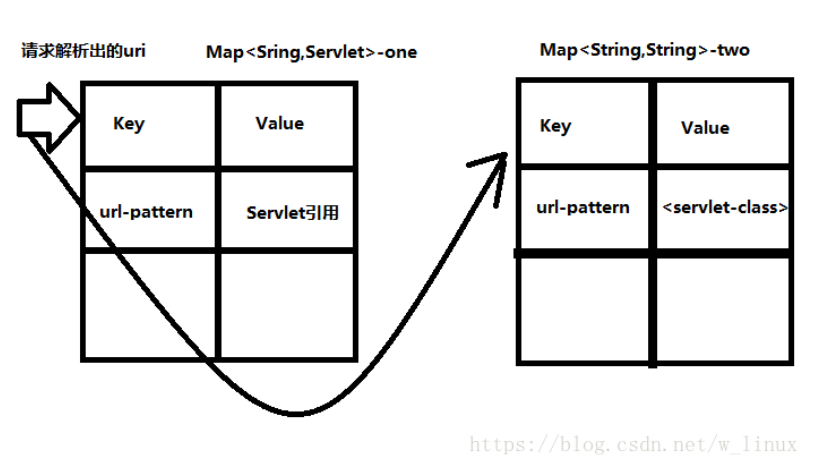 请求解析出的uri
Map<Sring,Servlet>-one
Map<String,String>-two
Key
Value
Key
Value
url-pattern
Servlet引用
url-pattern
<servlet-class>
https://blog.csdn.net/w_linux